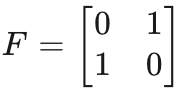 F = [0 1
1 0]